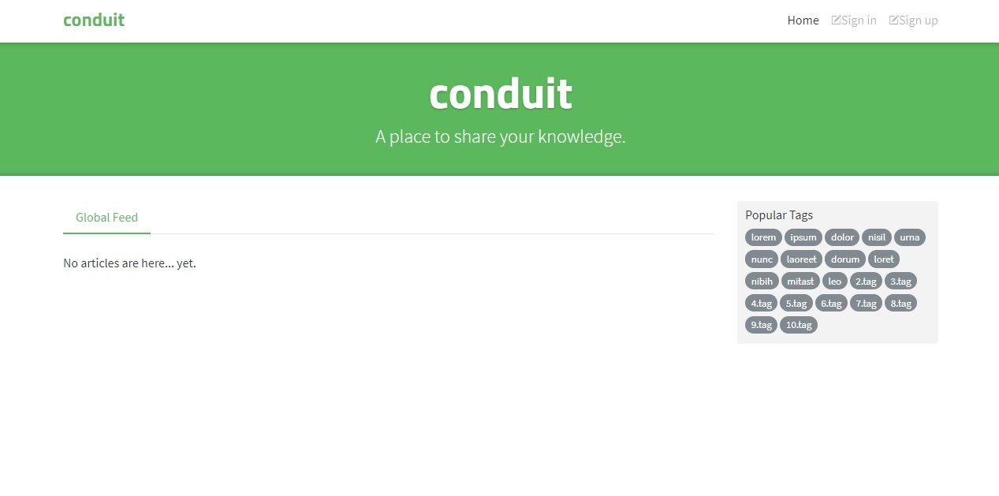 conduit
Home Sign in Sign up
conduit
A place to share your knowledge.
Global Feed
No articles are here... yet.
Popular Tags
lorem ipsum dolor nisil urna
nunc laoreet dorum loret
nibih mitast leo 2.tag 3.tag
4.tag 5.tag 6.tag 7.tag 8.tag
9.tag 10.tag